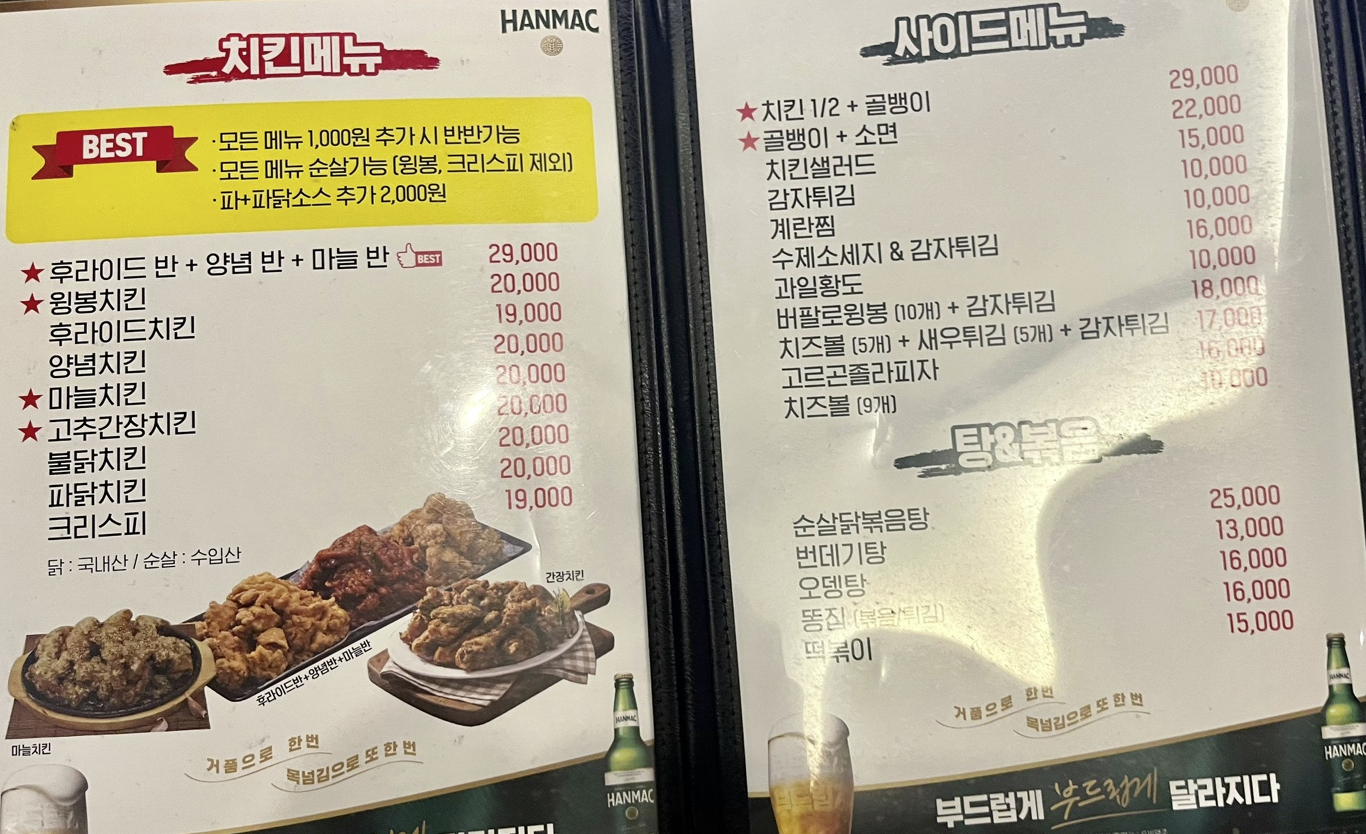 HANMAC
치킨메뉴
BEST
· 모든 메뉴 1,000원 추가 시 반반가능
· 모든 메뉴 순살가능 (윙봉, 크리스피 제외)
· 파+파닭소스 추가 2,000원
★ 후라이드 반 + 양념 반 + 마늘 반 BEST 29,000
★ 윙봉치킨 20,000
후라이드치킨 19,000
양념치킨 20,000
★ 마늘치킨 20,000
★ 고추간장치킨 20,000
불닭치킨 20,000
파닭치킨 20,000
크리스피 19,000
닭 : 국내산 / 순살 : 수입산
간장치킨
후라이드반+양념반+마늘반
마늘치킨
거품으로 한 번
목넘김으로 또 한 번
HANMAC
HANMAC
사이드메뉴
★ 치킨 1/2 + 골뱅이 29,000
★ 골뱅이 + 소면 22,000
치킨샐러드 15,000
감자튀김 10,000
계란찜 10,000
수제소세지 & 감자튀김 16,000
과일황도 10,000
버팔로윙봉 (10개) + 감자튀김 18,000
치즈볼 (5개) + 새우튀김 (5개) + 감자튀김 17,000
고르곤졸라피자 16,000
치즈볼 (9개) 10,000
탕&볶음
순살닭볶음탕 25,000
번데기탕 13,000
오뎅탕 16,000
똥집 (볶음/튀김) 16,000
떡볶이 15,000
거품으로 한 번
목넘김으로 또 한 번
HANMAC
HANMAC
부드럽게 부드럽게 달라지다